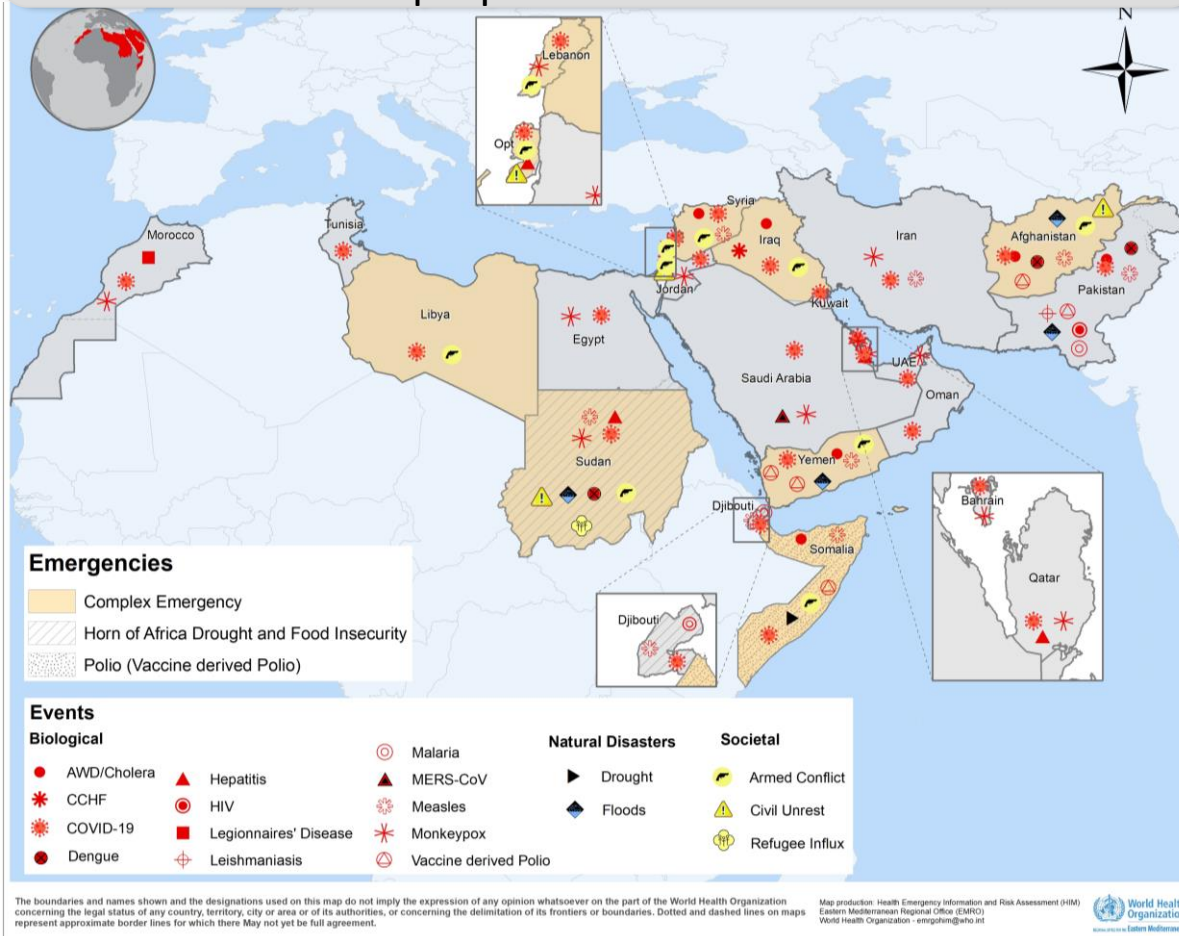 N
Lebanon
Opt
Syria
Tunisia
Morocco
Iraq
Iran
Afghanistan
Pakistan
Jordan
Kuwait
Libya
Egypt
Saudi Arabia
UAE
Oman
Sudan
Yemen
Djibouti
Somalia
Bahrain
Qatar
Djibouti
Emergencies
Complex Emergency
Horn of Africa Drought and Food Insecurity
Polio (Vaccine derived Polio)
Events
Biological
AWD/Cholera
CCHF
COVID-19
Dengue
Hepatitis
HIV
Legionnaires' Disease
Leishmaniasis
Malaria
MERS-CoV
Measles
Monkeypox
Vaccine derived Polio
Natural Disasters
Drought
Floods
Societal
Armed Conflict
Civil Unrest
Refugee Influx
The boundaries and names shown and the designations used on this map do not imply the expression of any opinion whatsoever on the part of the World Health Organization
concerning the legal status of any country, territory, city or area or of its authorities, or concerning the delimitation of its frontiers or boundaries. Dotted and dashed lines on maps
represent approximate border lines for which there May not yet be full agreement.
Map production: Health Emergency Information and Risk Assessment (HIM)
Eastern Mediterranean Regional Office (EMRO)
World Health Organization - emrgohim@who.int
World Health
Organization
Eastern Mediterranean